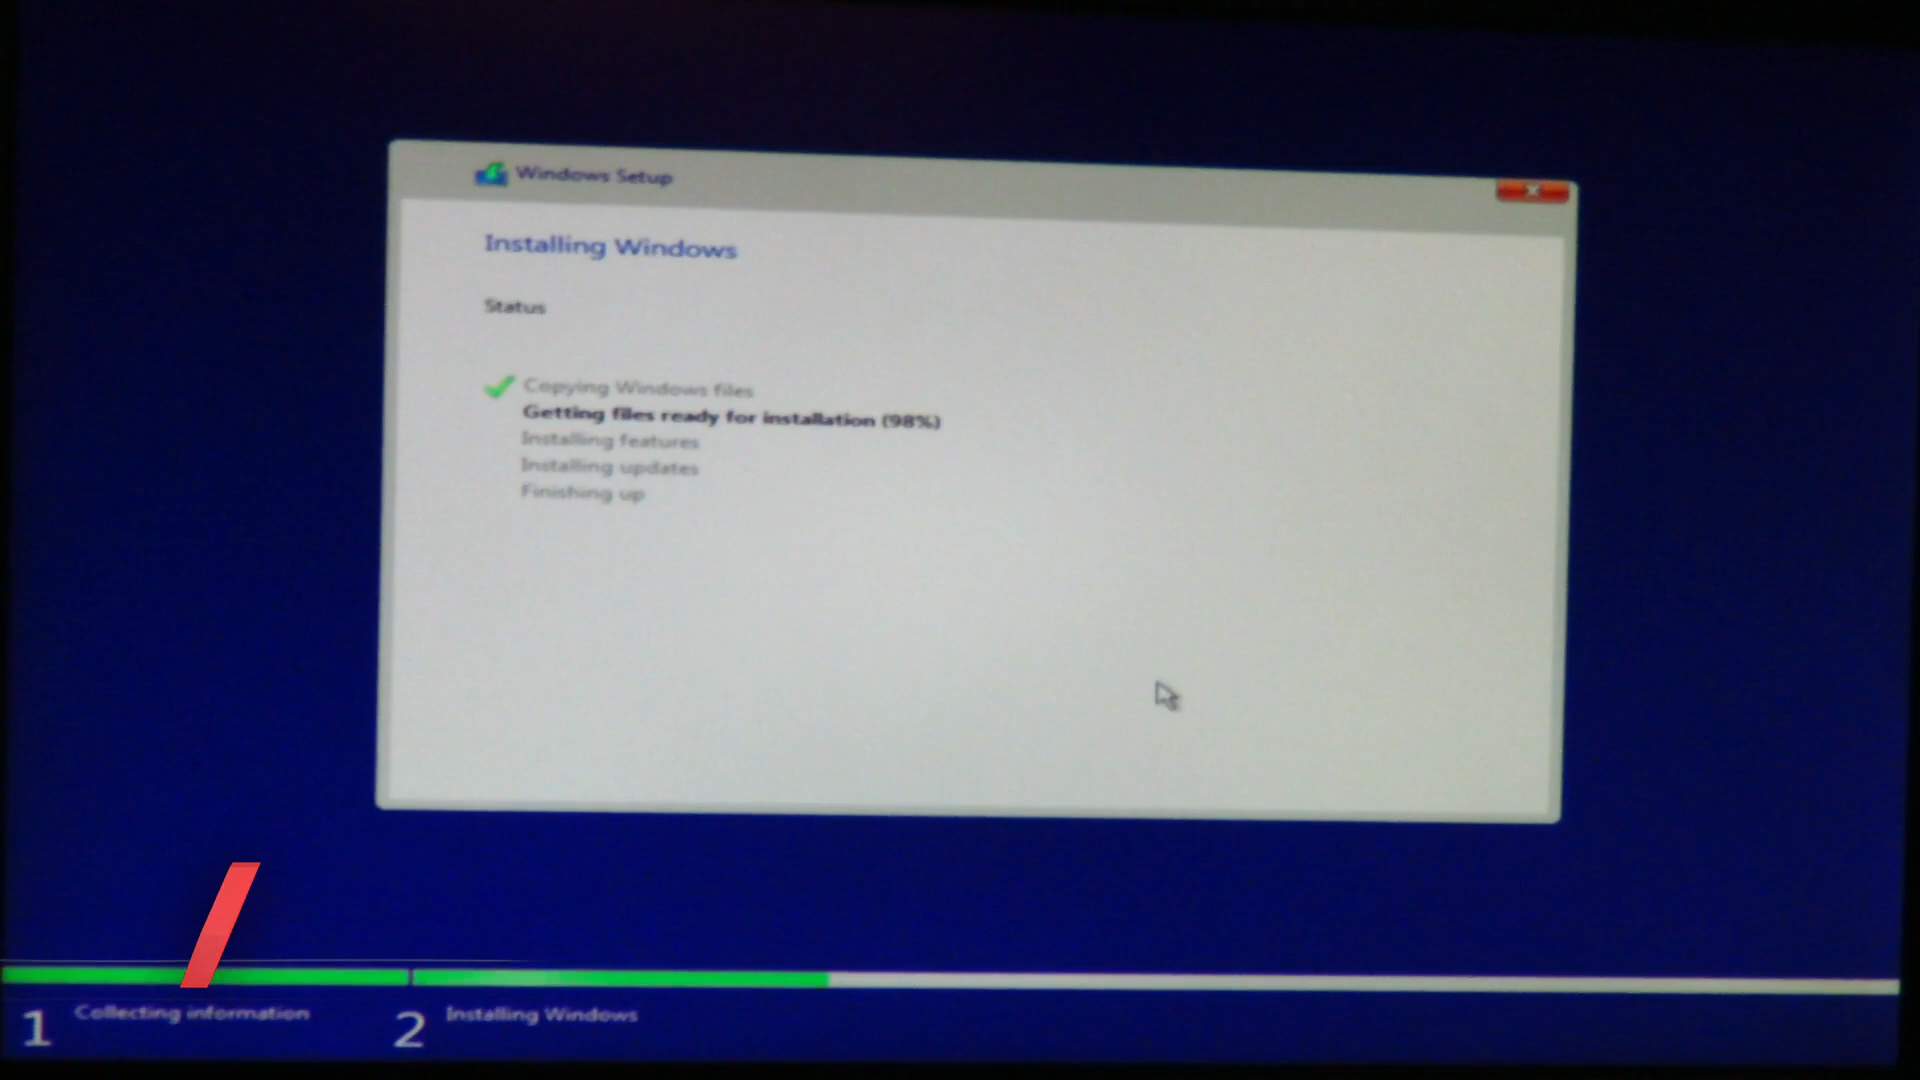 Windows Setup
Installing Windows
Status
Copying Windows files
Getting files ready for installation (98%)
Installing features
Installing updates
Finishing up
1 Collecting information
2 Installing Windows